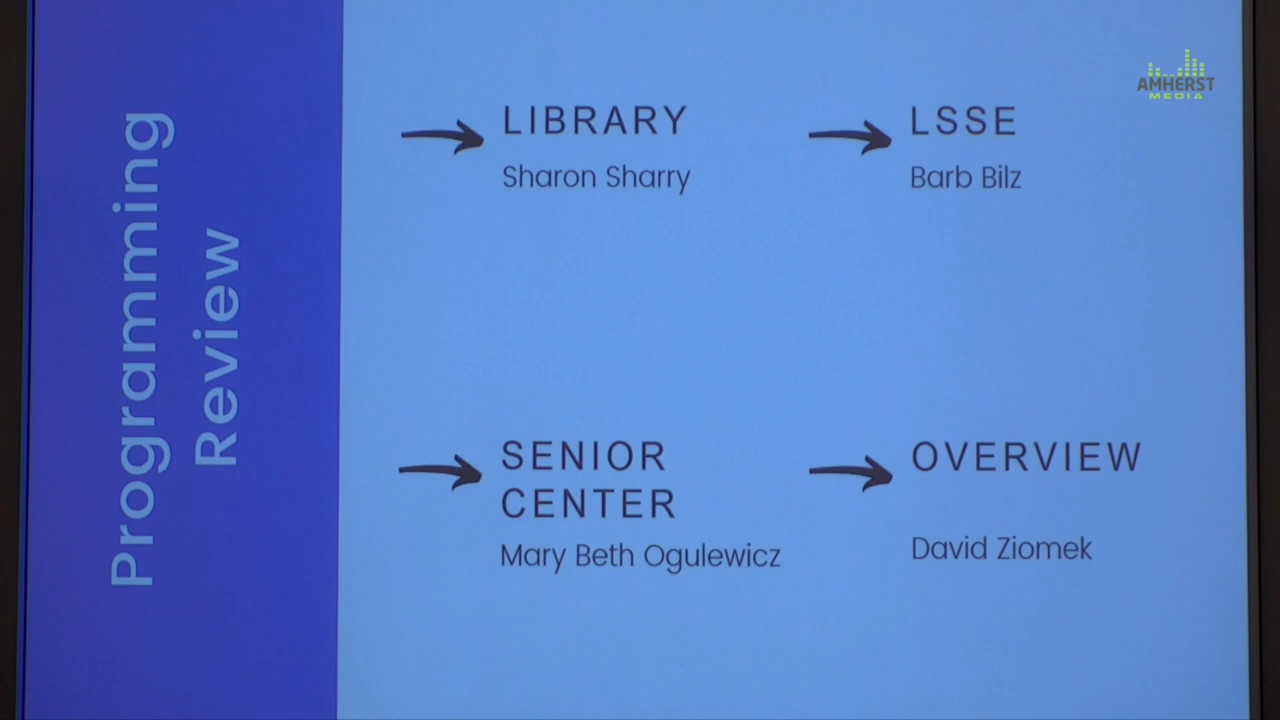 Programming
Review
LIBRARY
Sharon Sharry
LSSE
Barb Bilz
SENIOR
CENTER
Mary Beth Ogulewicz
OVERVIEW
David Ziomek
AMHERST
MEDIA